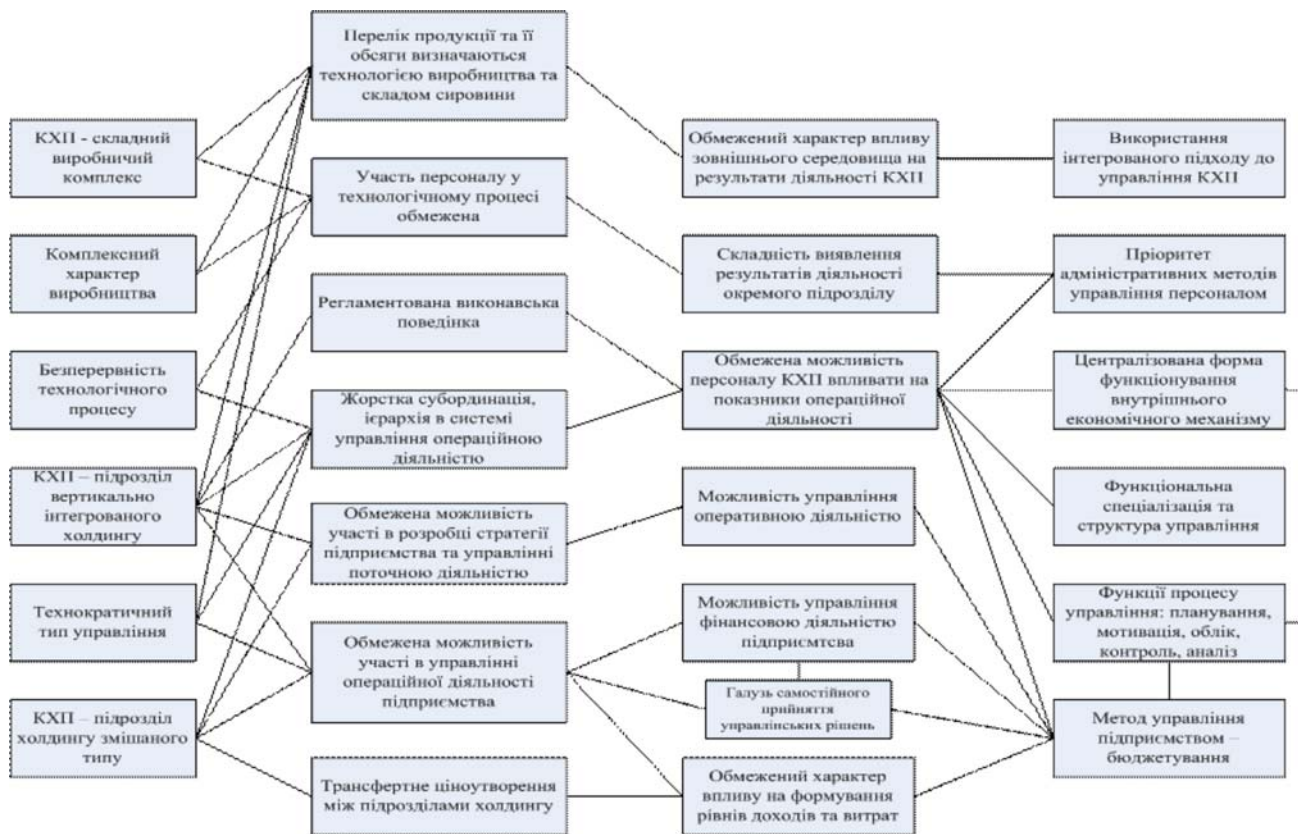 КХП - складний
виробничий
комплекс
Комплексний
характер
виробництва
Безперервність
технологічного
процесу
КХП – підрозділ
вертикально
інтегрованого
холдингу
Технократичний
тип управління
КХП – підрозділ
холдингу змішаного
типу
Перелік продукції та її
обсяги визначаються
технологією виробництва та
складом сировини
Участь персоналу у
технологічному процесі
обмежена
Регламентована виконавська
поведінка
Жорстка субординація,
ієрархія в системі
управління операційною
діяльністю
Обмежена можливість
участі в розробці стратегії
підприємства та управлінні
поточною діяльністю
Обмежена можливість
участі в управлінні
операційної діяльності
підприємства
Трансфертне ціноутворення
між підрозділами холдингу
Обмежений характер впливу
зовнішнього середовища на
результати діяльності КХП
Складність виявлення
результатів діяльності
окремого підрозділу
Обмежена можливість
персоналу КХП впливати на
показники операційної
діяльності
Можливість управління
оперативною діяльністю
Можливість управління
фінансовою діяльністю
підприємтсва
Галузь самостійного
прийняття
управлінських рішень
Обмежений характер
впливу на формування
рівнів доходів та витрат
Використання
інтегрованого підходу до
управління КХП
Пріоритет
адміністративних методів
управління персоналом
Централізована форма
функціонування
внутрішнього
економічного механізму
Функціональна
спеціалізація та
структура управління
Функції процесу
управління: планування,
мотивація, облік,
контроль, аналіз
Метод управління
підприємством –
бюджетування